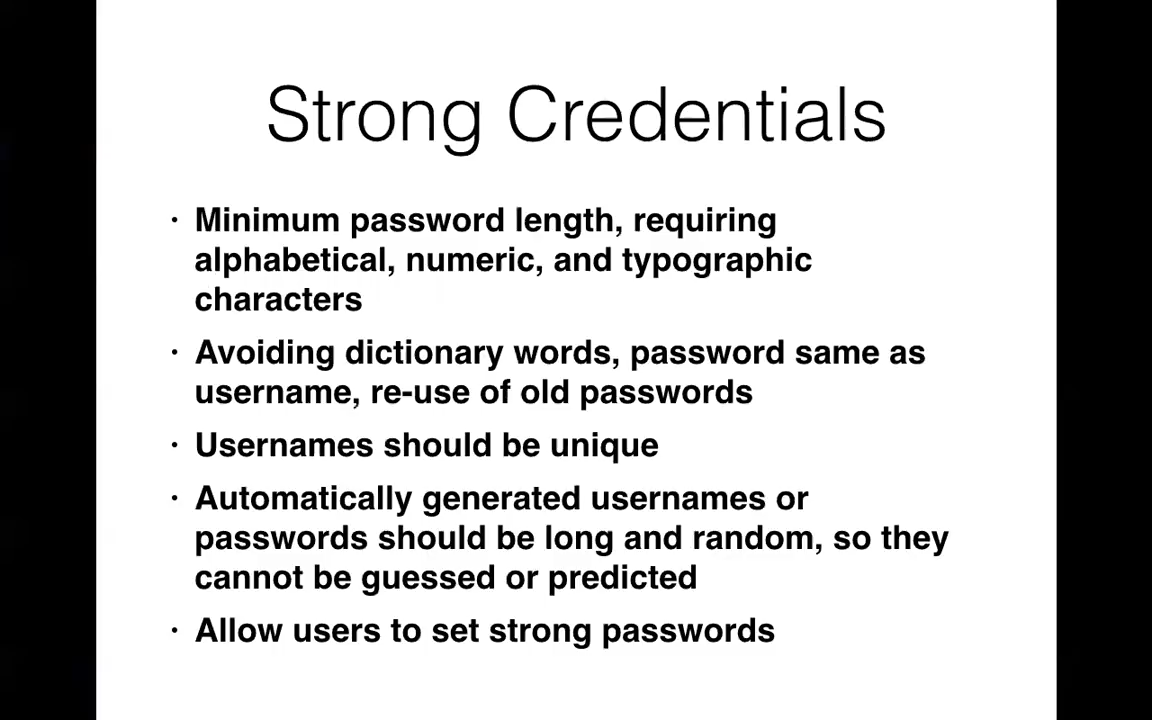 Strong Credentials
· Minimum password length, requiring
alphabetical, numeric, and typographic
characters
· Avoiding dictionary words, password same as
username, re-use of old passwords
· Usernames should be unique
· Automatically generated usernames or
passwords should be long and random, so they
cannot be guessed or predicted
· Allow users to set strong passwords